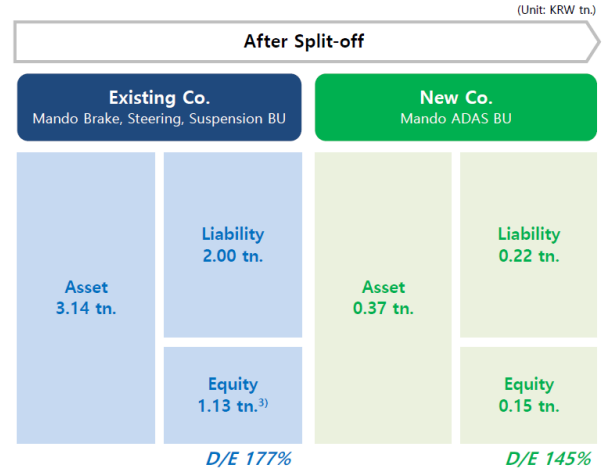 (Unit: KRW tn.)
After Split-off
Existing Co.
Mando Brake, Steering, Suspension BU
New Co.
Mando ADAS BU
Asset
3.14 tn.
Liability
2.00 tn.
Equity
1.13 tn.3)
D/E 177%
Asset
0.37 tn.
Liability
0.22 tn.
Equity
0.15 tn.
D/E 145%